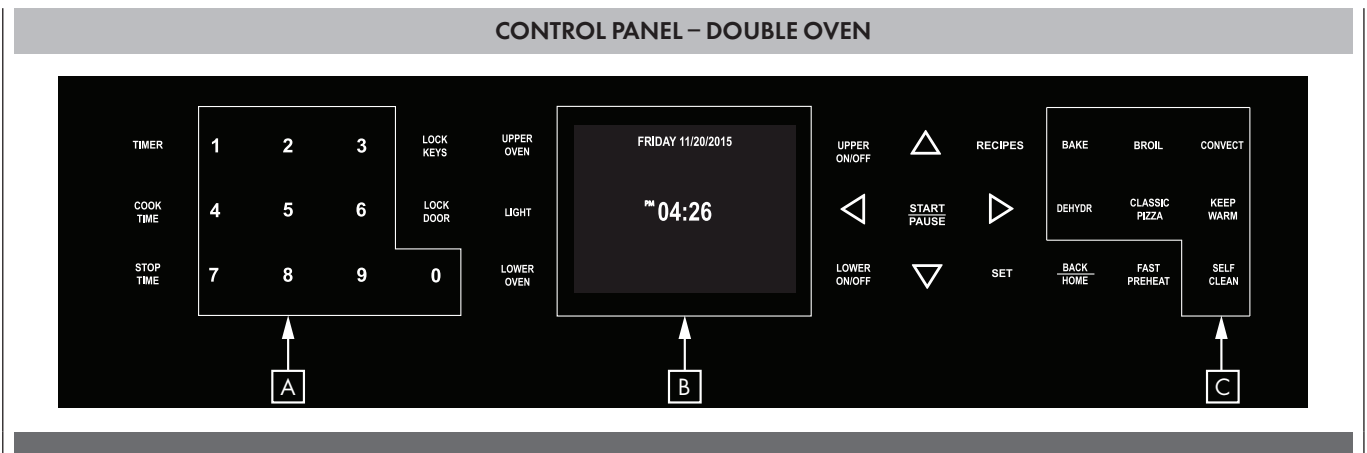 CONTROL PANEL – DOUBLE OVEN
TIMER
1 2 3
LOCK
KEYS
UPPER
OVEN
FRIDAY 11/20/2015
UPPER
ON/OFF
RECIPES
BAKE
BROIL
CONVECT
COOK
TIME
4 5 6
LOCK
DOOR
LIGHT
PM 04:26
START
PAUSE
DEHYDR
CLASSIC
PIZZA
KEEP
WARM
STOP
TIME
7 8 9 0
LOWER
OVEN
LOWER
ON/OFF
SET
BACK
HOME
FAST
PREHEAT
SELF
CLEAN
A
B
C